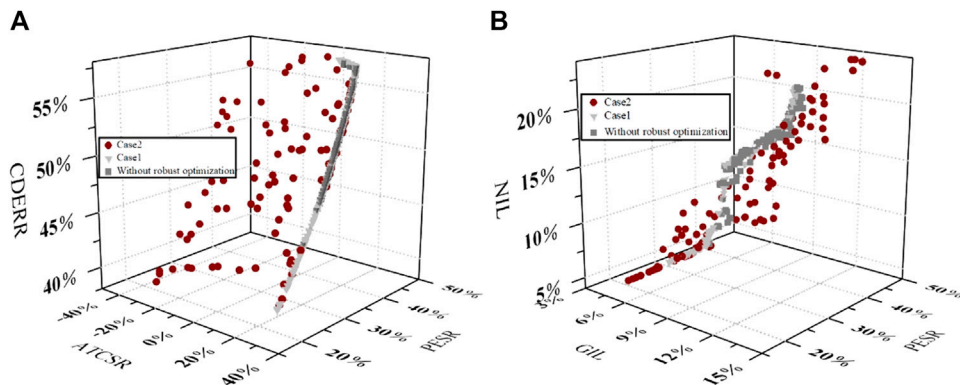 A
B
55%
50%
45%
40%
CDERR
Case2
Case1
Without robust optimization
-40%
-20%
0%
20%
40%
ATCSR
20%
30%
40%
50%
PESR
20%
15%
10%
5%
NIL
Case2
Case1
Without robust optimization
6%
9%
12%
15%
GIL
20%
30%
40%
50%
PESR